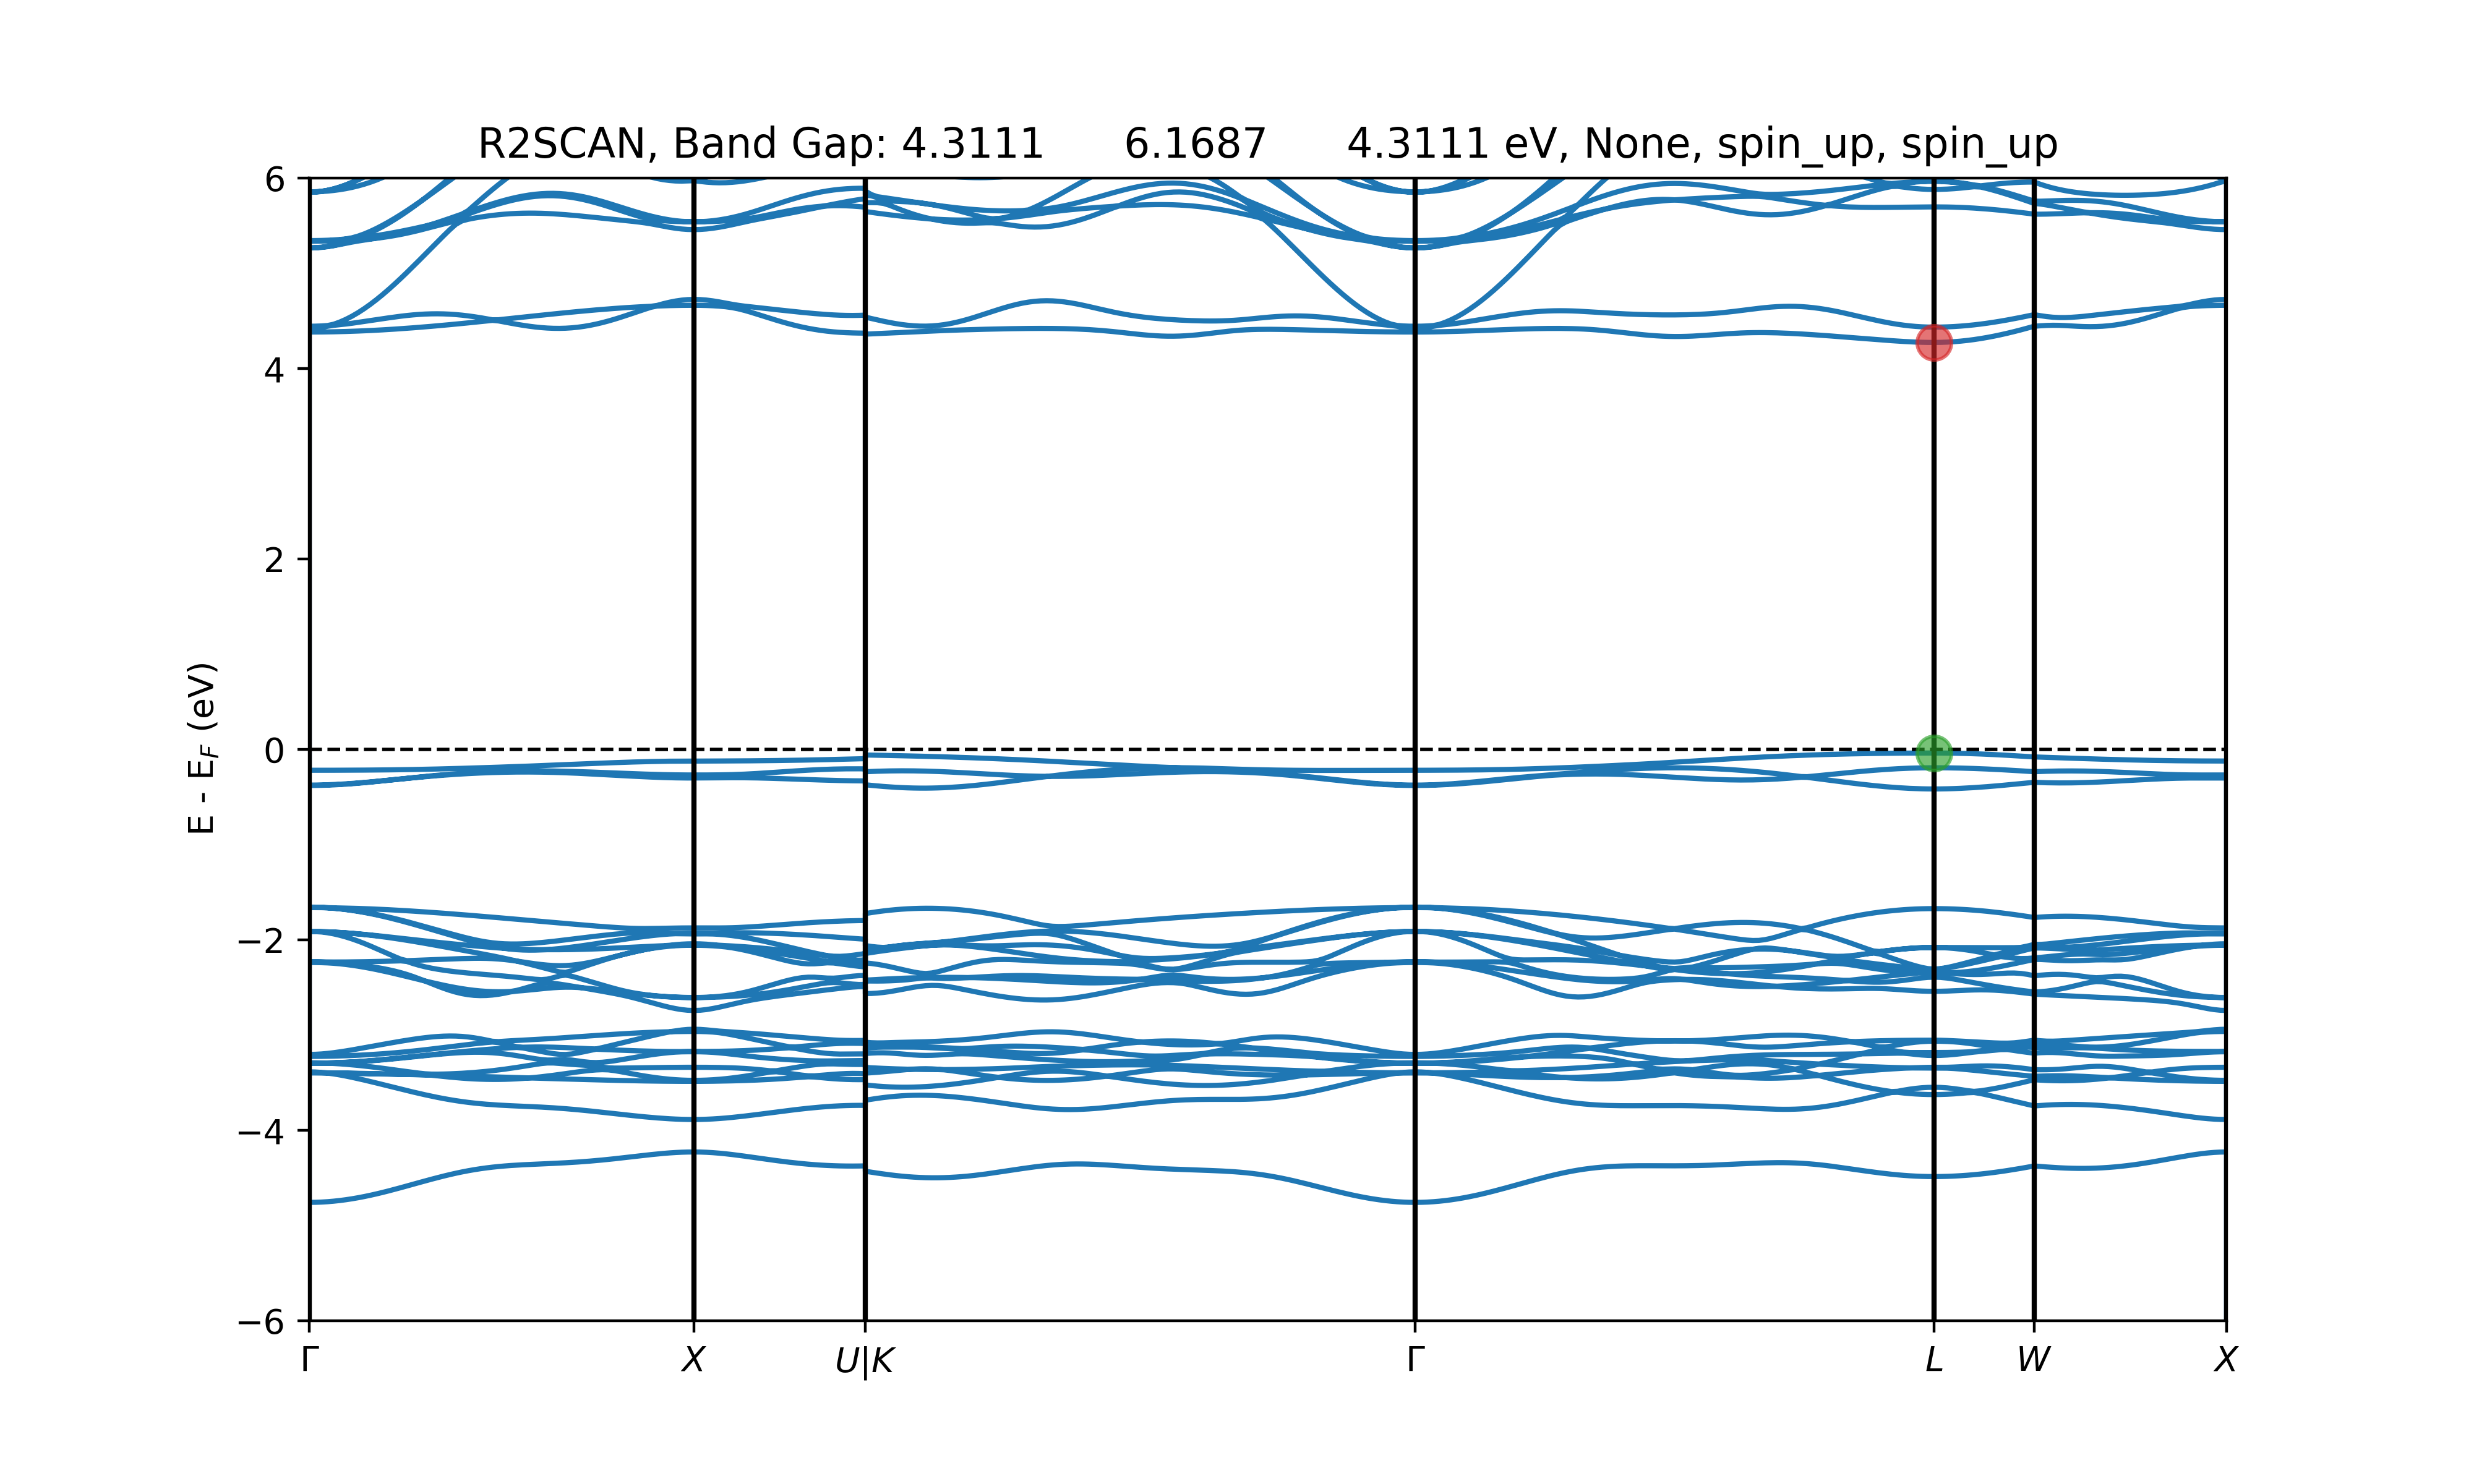 R2SCAN, Band Gap: 4.3111 6.1687 4.3111 eV, None, spin_up, spin_up
6
4
2
0
−2
−4
−6
E - E_F (eV)
Γ X U|K Γ L W X